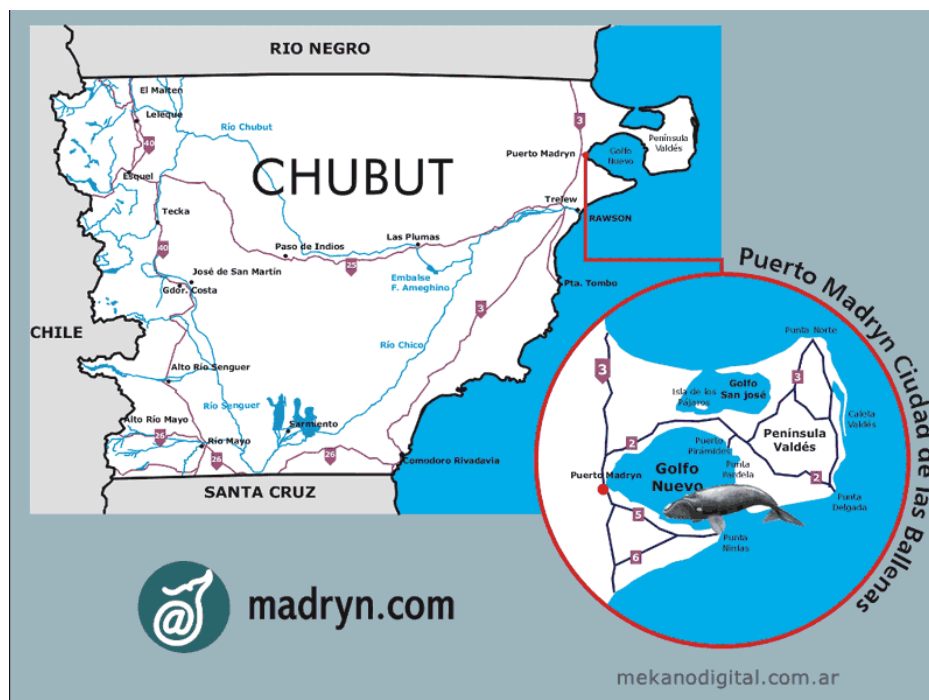 RIO NEGRO
El Maiten
Leleque
Río Chubut
3
Península
Valdés
40
Puerto Madryn
Golfo
Nuevo
Esquel
CHUBUT
Trelew
Tecka
RAWSON
Las Plumas
Paso de Indios
40
25
José de San Martín
Embalse
F. Ameghino
Gdor. Costa
Pta. Tombo
3
CHILE
Río Chico
Alto Río Senguer
Río Senguer
Alto Río Mayo
Sarmiento
26
Río Mayo
26
26
Comodoro Rivadavia
SANTA CRUZ
Puerto Madryn Ciudad de las Ballenas
Punta Norte
3
3
Golfo
San josé
Isla de los
Pájaros
Caleta
Valdés
2
Puerto
Pirámides
Península
Valdés
Puerto Madryn
Golfo
Nuevo
Punta
Pardela
2
Punta
Delgada
5
Punta
Ninfas
6
@
madryn.com
mekanodigital.com.ar